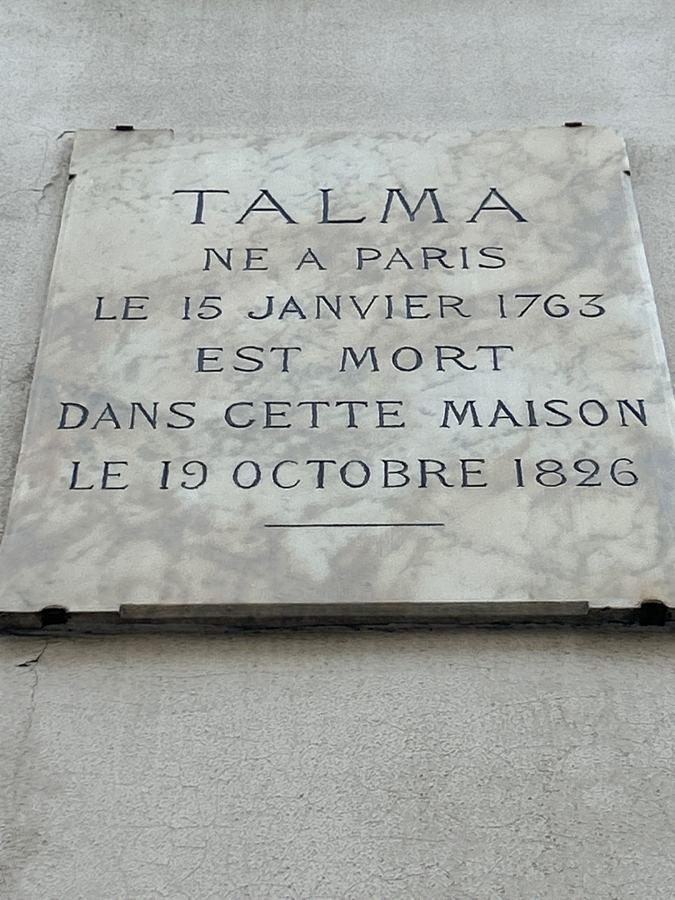 TALMA
NE A PARIS
LE 15 JANVIER 1763
EST MORT
DANS CETTE MAISON
LE 19 OCTOBRE 1826